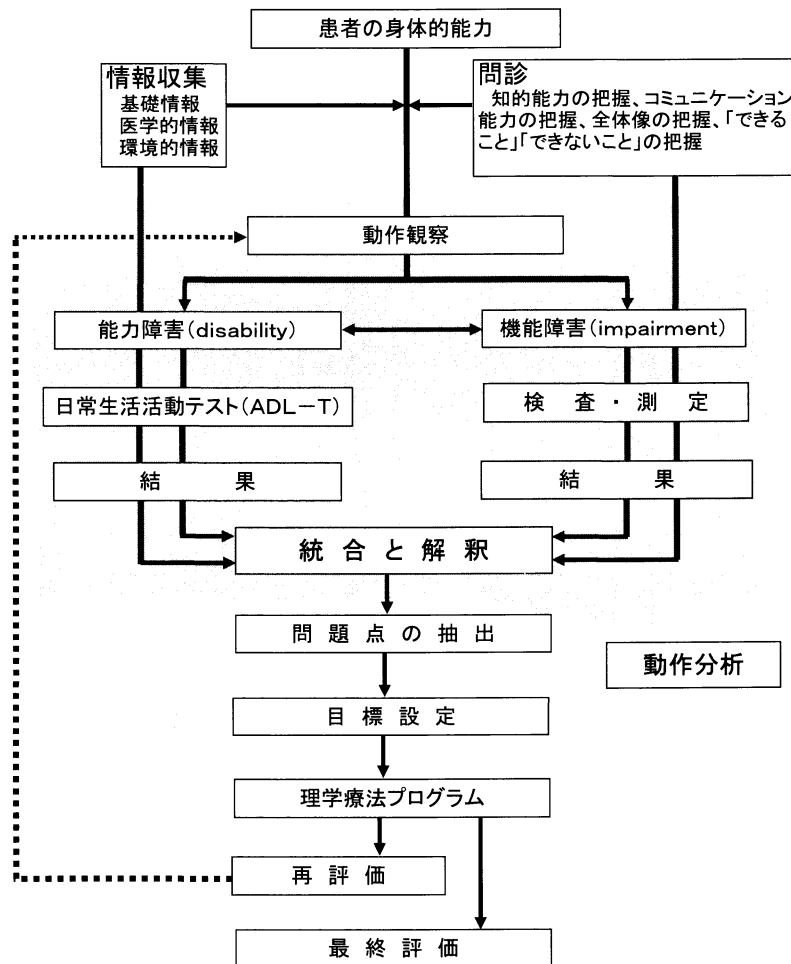 患者の身体的能力
情報収集
基礎情報
医学的情報
環境的情報
問診
知的能力の把握、コミュニケーション
能力の把握、全体像の把握、「できる
こと」「できないこと」の把握
動作観察
能力障害(disability)
機能障害(impairment)
日常生活活動テスト(ADL－T)
検査・測定
結果
結果
統合と解釈
問題点の抽出
動作分析
目標設定
理学療法プログラム
再評価
最終評価